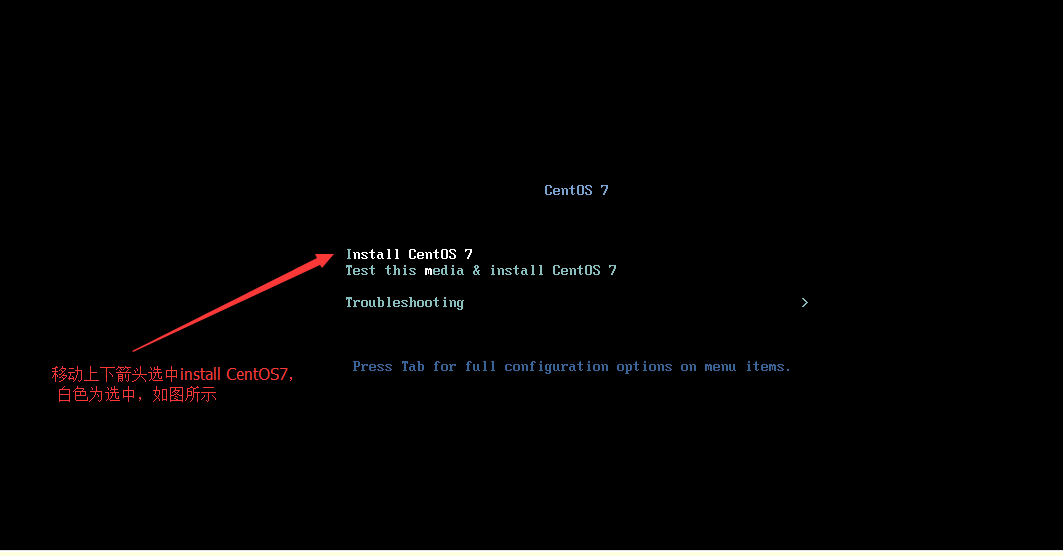 CentOS 7
Install CentOS 7
Test this media & install CentOS 7
Troubleshooting >
Press Tab for full configuration options on menu items.
移动上下箭头选中install CentOS7，
白色为选中，如图所示